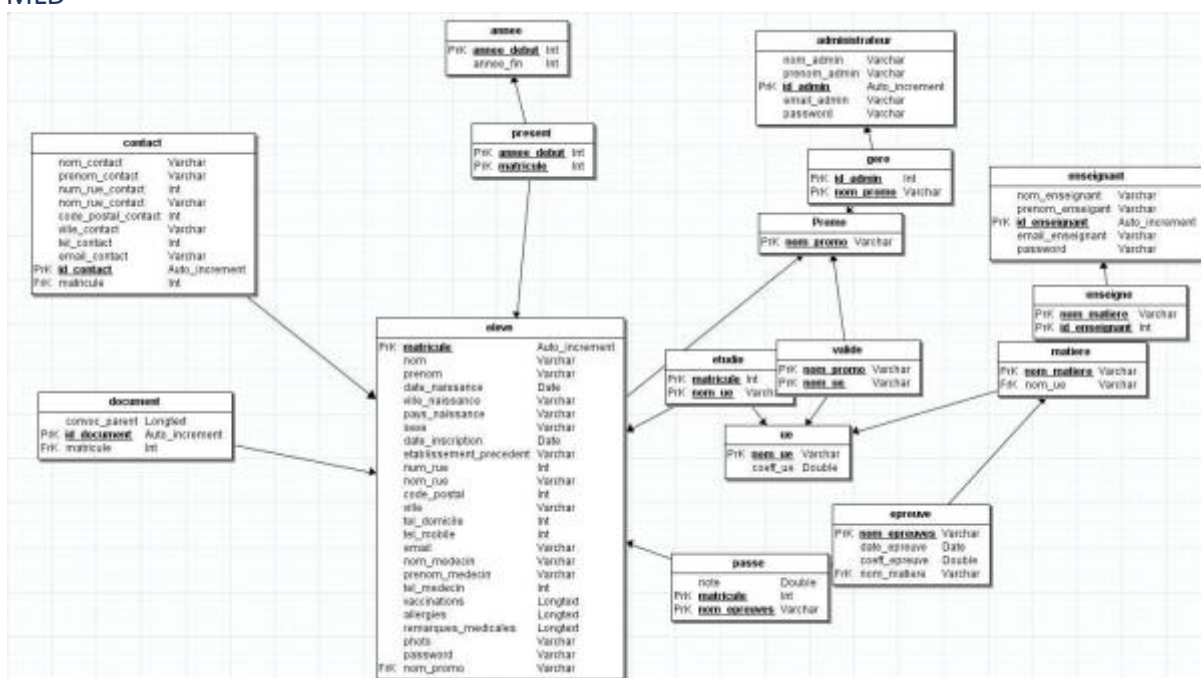 MLD
annee
PrK annee_debut Int
annee_fin Int
administrateur
nom_admin Varchar
prenom_admin Varchar
PrK id_admin Auto_increment
email_admin Varchar
password Varchar
present
PrK annee_debut Int
PrK matricule Int
contact
nom_contact Varchar
prenom_contact Varchar
num_rue_contact Int
nom_rue_contact Varchar
code_postal_contact Int
ville_contact Varchar
tel_contact Int
email_contact Varchar
PrK id_contact Auto_increment
FrK matricule Int
gere
PrK id_admin Int
PrK nom_promo Varchar
enseignant
nom_enseignant Varchar
prenom_enseigant Varchar
PrK id_enseignant Auto_increment
email_enseignant Varchar
password Varchar
Promo
PrK nom_promo Varchar
enseigne
PrK nom_matiere Varchar
PrK id_enseignant Int
eleve
PrK matricule Auto_increment
nom Varchar
prenom Varchar
date_naissance Date
ville_naissance Varchar
pays_naissance Varchar
sexe Varchar
date_inscription Date
etablissement_precedent Varchar
num_rue Int
nom_rue Varchar
code_postal Int
ville Varchar
tel_domicile Int
tel_mobile Int
email Varchar
nom_medecin Varchar
prenom_medecin Varchar
tel_medecin Int
vaccinations Longtext
allergies Longtext
remarques_medicales Longtext
photo Varchar
password Varchar
FrK nom_promo Varchar
etudie
PrK matricule Int
PrK nom_ue Varchar
valide
PrK nom_promo Varchar
PrK nom_ue Varchar
matiere
PrK nom_matiere Varchar
FrK nom_ue Varchar
document
convoc_parent Longtext
PrK id_document Auto_increment
FrK matricule Int
ue
PrK nom_ue Varchar
coeff_ue Double
epreuve
PrK nom_epreuves Varchar
date_epreuve Date
coeff_epreuve Double
FrK nom_matiere Varchar
passe
note Double
PrK matricule Int
PrK nom_epreuves Varchar